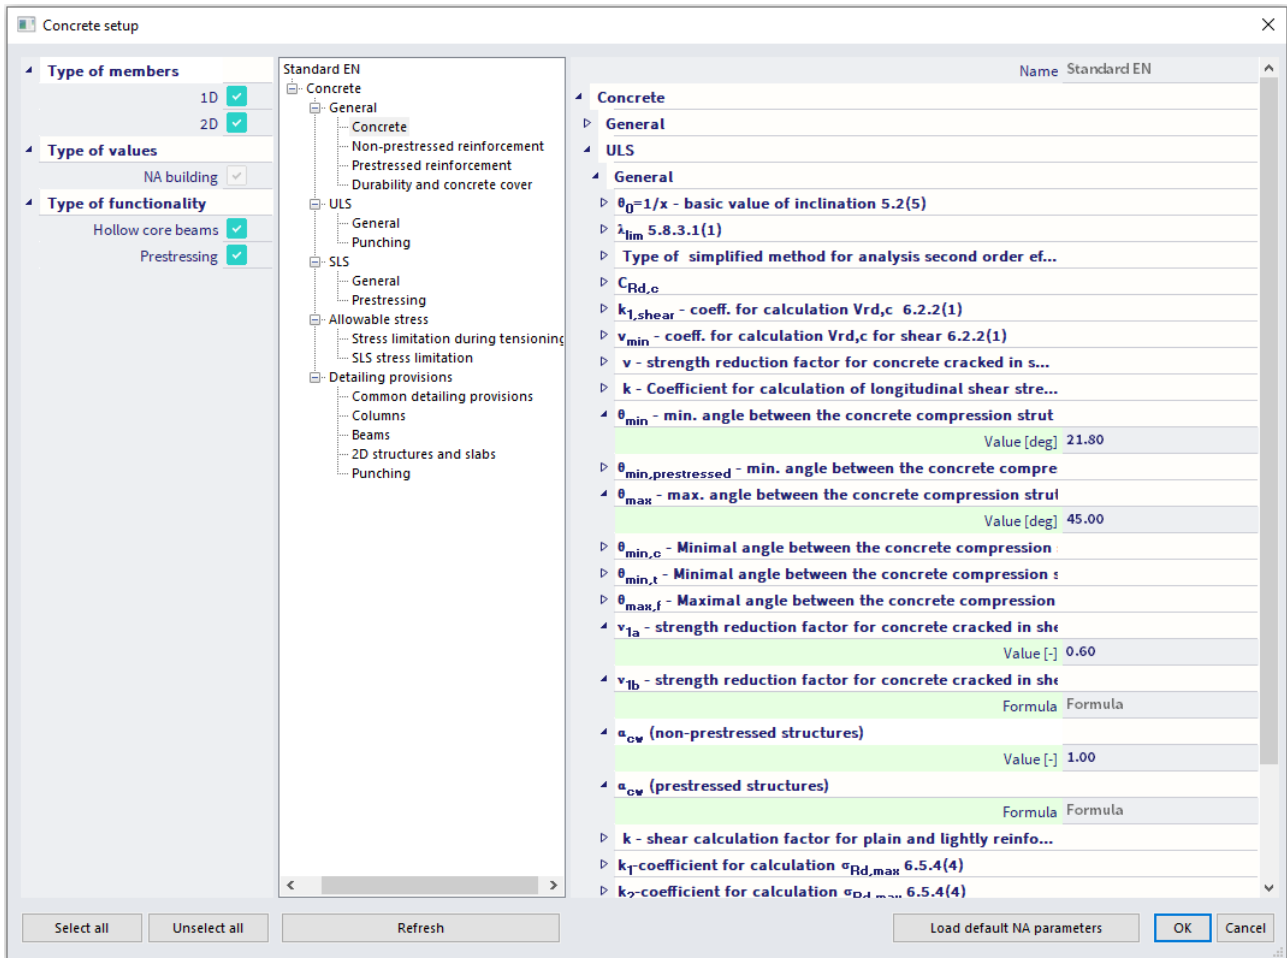 Concrete setup
Type of members
1D
2D
Type of values
NA building
Type of functionality
Hollow core beams
Prestressing
Standard EN
Concrete
General
Concrete
Non-prestressed reinforcement
Prestressed reinforcement
Durability and concrete cover
ULS
General
Punching
SLS
General
Prestressing
Allowable stress
Stress limitation during tensioning
SLS stress limitation
Detailing provisions
Common detailing provisions
Columns
Beams
2D structures and slabs
Punching
Name Standard EN
Concrete
General
ULS
General
θ0=1/x - basic value of inclination 5.2(5)
λlim 5.8.3.1(1)
Type of simplified method for analysis second order ef...
CRd,c
k1,shear - coeff. for calculation Vrd,c 6.2.2(1)
vmin - coeff. for calculation Vrd,c for shear 6.2.2(1)
v - strength reduction factor for concrete cracked in s...
k - Coefficient for calculation of longitudinal shear stre...
θmin - min. angle between the concrete compression strut
Value [deg] 21.80
θmin,prestressed - min. angle between the concrete compre
θmax - max. angle between the concrete compression strut
Value [deg] 45.00
θmin,c - Minimal angle between the concrete compression
θmin,t - Minimal angle between the concrete compression s
θmax,f - Maximal angle between the concrete compression
v1a - strength reduction factor for concrete cracked in she
Value [-] 0.60
v1b - strength reduction factor for concrete cracked in she
Formula Formula
αcw (non-prestressed structures)
Value [-] 1.00
αcw (prestressed structures)
Formula Formula
k - shear calculation factor for plain and lightly reinfo...
k1-coefficient for calculation σRd,max 6.5.4(4)
k2-coefficient for calculation σRd,max 6.5.4(4)
Select all
Unselect all
Refresh
Load default NA parameters
OK
Cancel